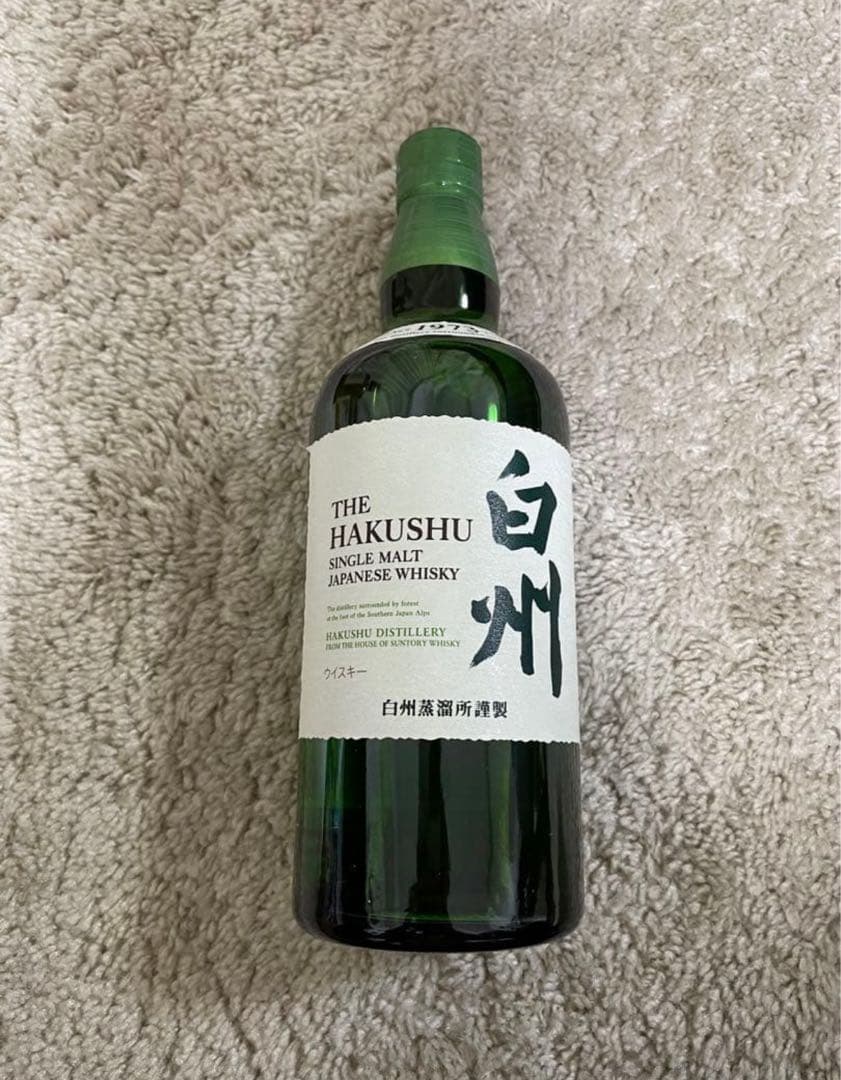 1973
THE
HAKUSHU
SINGLE MALT
JAPANESE WHISKY
白州
The distillery surrounded by forest
at the foot of the Southern Japan Alps
HAKUSHU DISTILLERY
FROM THE HOUSE OF SUNTORY WHISKY
ウイスキー
白州蒸溜所謹製